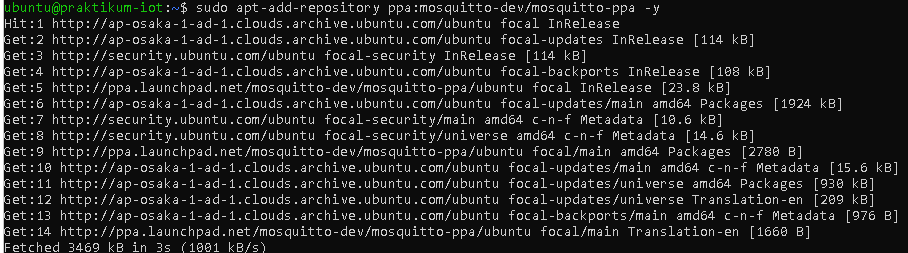 ubuntu@praktikum-iot:~$ sudo apt-add-repository ppa:mosquitto-dev/mosquitto-ppa -y
Hit:1 http://ap-osaka-1-ad-1.clouds.archive.ubuntu.com/ubuntu focal InRelease
Get:2 http://ap-osaka-1-ad-1.clouds.archive.ubuntu.com/ubuntu focal-updates InRelease [114 kB]
Get:3 http://security.ubuntu.com/ubuntu focal-security InRelease [114 kB]
Get:4 http://ap-osaka-1-ad-1.clouds.archive.ubuntu.com/ubuntu focal-backports InRelease [108 kB]
Get:5 http://ppa.launchpad.net/mosquitto-dev/mosquitto-ppa/ubuntu focal InRelease [23.8 kB]
Get:6 http://ap-osaka-1-ad-1.clouds.archive.ubuntu.com/ubuntu focal-updates/main amd64 Packages [1924 kB]
Get:7 http://security.ubuntu.com/ubuntu focal-security/main amd64 c-n-f Metadata [10.6 kB]
Get:8 http://security.ubuntu.com/ubuntu focal-security/universe amd64 c-n-f Metadata [14.6 kB]
Get:9 http://ppa.launchpad.net/mosquitto-dev/mosquitto-ppa/ubuntu focal/main amd64 Packages [2780 B]
Get:10 http://ap-osaka-1-ad-1.clouds.archive.ubuntu.com/ubuntu focal-updates/main amd64 c-n-f Metadata [15.6 kB]
Get:11 http://ap-osaka-1-ad-1.clouds.archive.ubuntu.com/ubuntu focal-updates/universe amd64 Packages [930 kB]
Get:12 http://ap-osaka-1-ad-1.clouds.archive.ubuntu.com/ubuntu focal-updates/universe Translation-en [209 kB]
Get:13 http://ap-osaka-1-ad-1.clouds.archive.ubuntu.com/ubuntu focal-backports/main amd64 c-n-f Metadata [976 B]
Get:14 http://ppa.launchpad.net/mosquitto-dev/mosquitto-ppa/ubuntu focal/main Translation-en [1660 B]
Fetched 3469 kB in 3s (1001 kB/s)